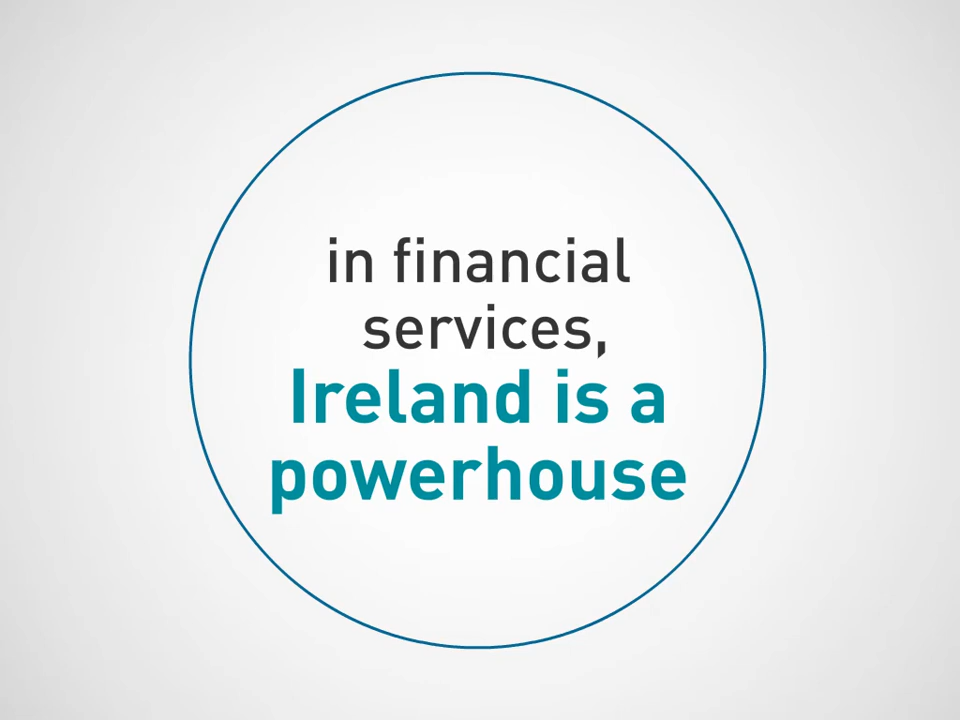 in financial
services,
Ireland is a
powerhouse